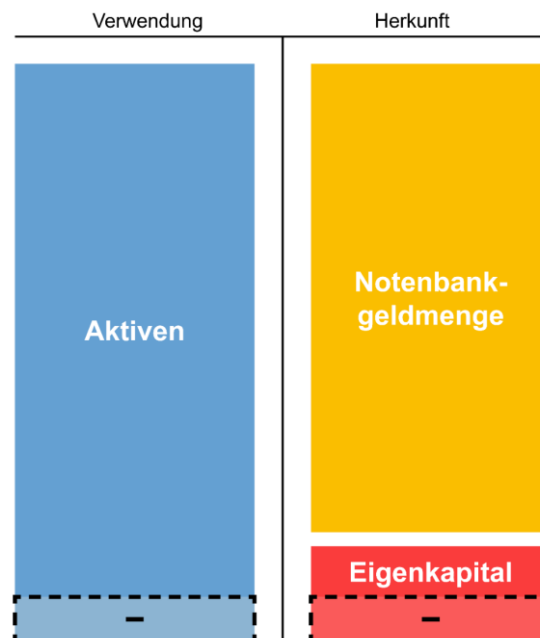 Verwendung
Herkunft
Aktiven
Notenbank-
geldmenge
Eigenkapital
–
–